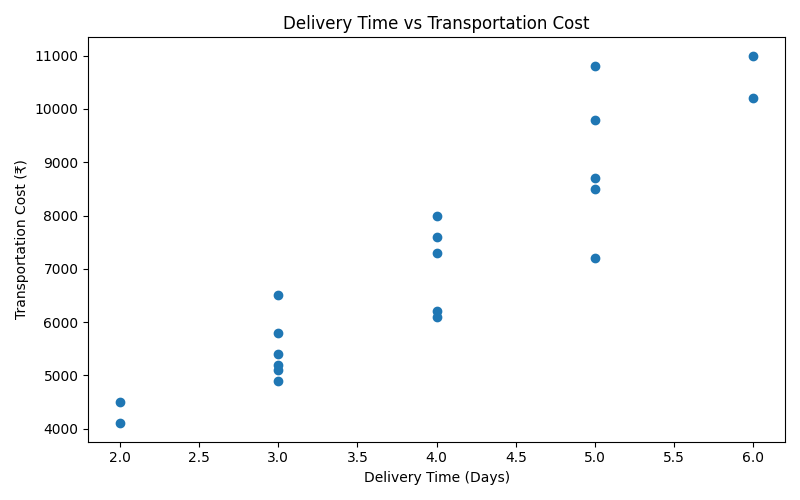 Delivery Time vs Transportation Cost
Transportation Cost (₹)
11000
10000
9000
8000
7000
6000
5000
4000
2.0 2.5 3.0 3.5 4.0 4.5 5.0 5.5 6.0
Delivery Time (Days)